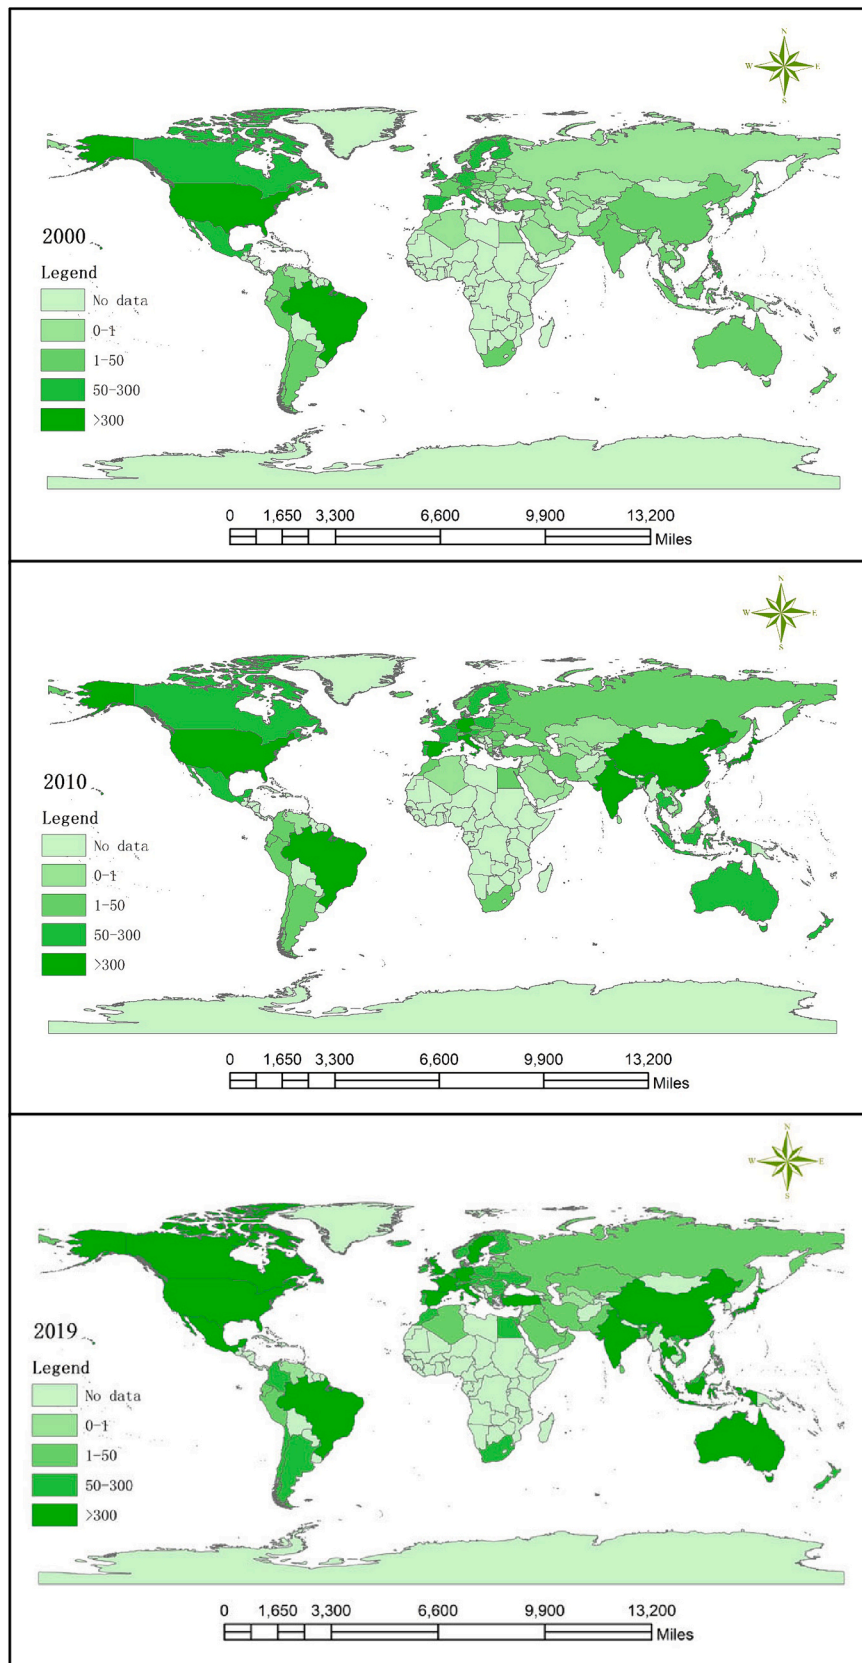 N
W E
S
2000
Legend
No data
0-1
1-50
50-300
>300
0 1,650 3,300 6,600 9,900 13,200
Miles
N
W E
S
2010
Legend
No data
0-1
1-50
50-300
>300
0 1,650 3,300 6,600 9,900 13,200
Miles
N
W E
S
2019
Legend
No data
0-1
1-50
50-300
>300
0 1,650 3,300 6,600 9,900 13,200
Miles